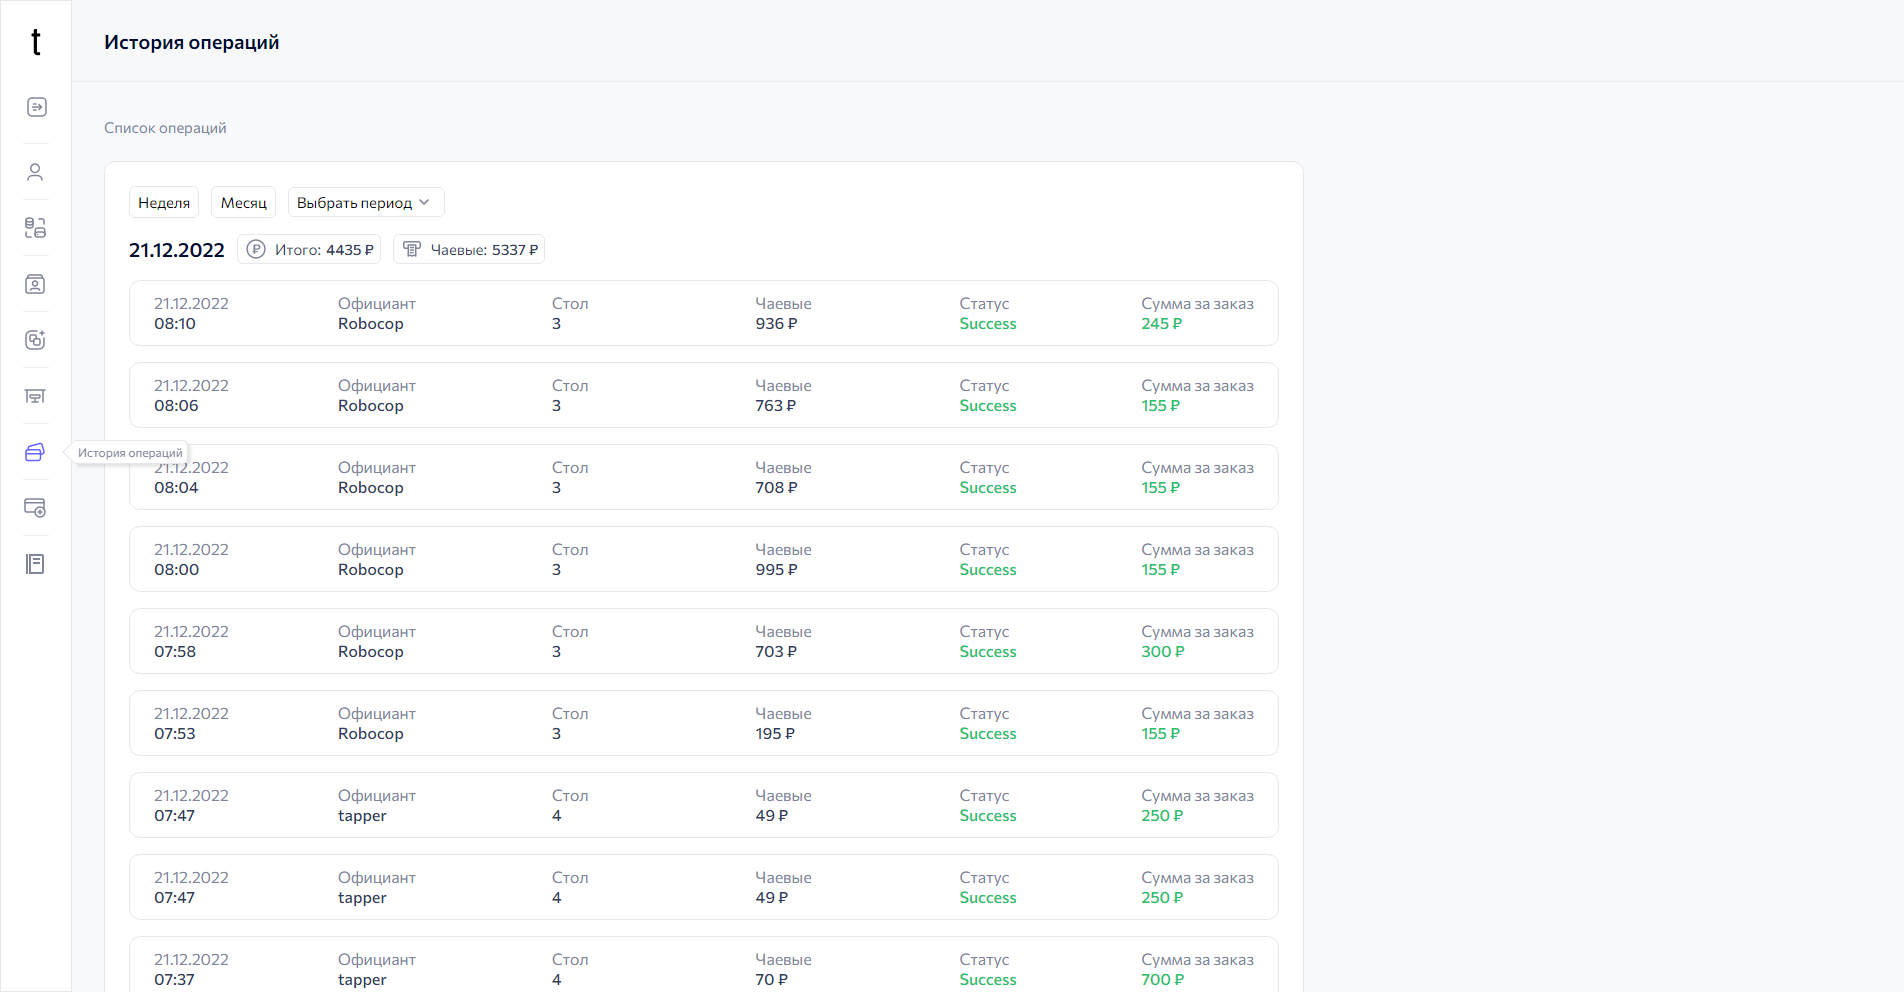 t
История операций
Список операций
Неделя Месяц Выбрать период
21.12.2022 Итого: 4435 ₽ Чаевые: 5337 ₽
21.12.2022 Официант Стол Чаевые Статус Сумма за заказ
08:10 Robocop 3 936 ₽ Success 245 ₽
21.12.2022 Официант Стол Чаевые Статус Сумма за заказ
08:06 Robocop 3 763 ₽ Success 155 ₽
История операций
21.12.2022 Официант Стол Чаевые Статус Сумма за заказ
08:04 Robocop 3 708 ₽ Success 155 ₽
21.12.2022 Официант Стол Чаевые Статус Сумма за заказ
08:00 Robocop 3 995 ₽ Success 155 ₽
21.12.2022 Официант Стол Чаевые Статус Сумма за заказ
07:58 Robocop 3 703 ₽ Success 300 ₽
21.12.2022 Официант Стол Чаевые Статус Сумма за заказ
07:53 Robocop 3 195 ₽ Success 155 ₽
21.12.2022 Официант Стол Чаевые Статус Сумма за заказ
07:47 tapper 4 49 ₽ Success 250 ₽
21.12.2022 Официант Стол Чаевые Статус Сумма за заказ
07:47 tapper 4 49 ₽ Success 250 ₽
21.12.2022 Официант Стол Чаевые Статус Сумма за заказ
07:37 tapper 4 70 ₽ Success 700 ₽